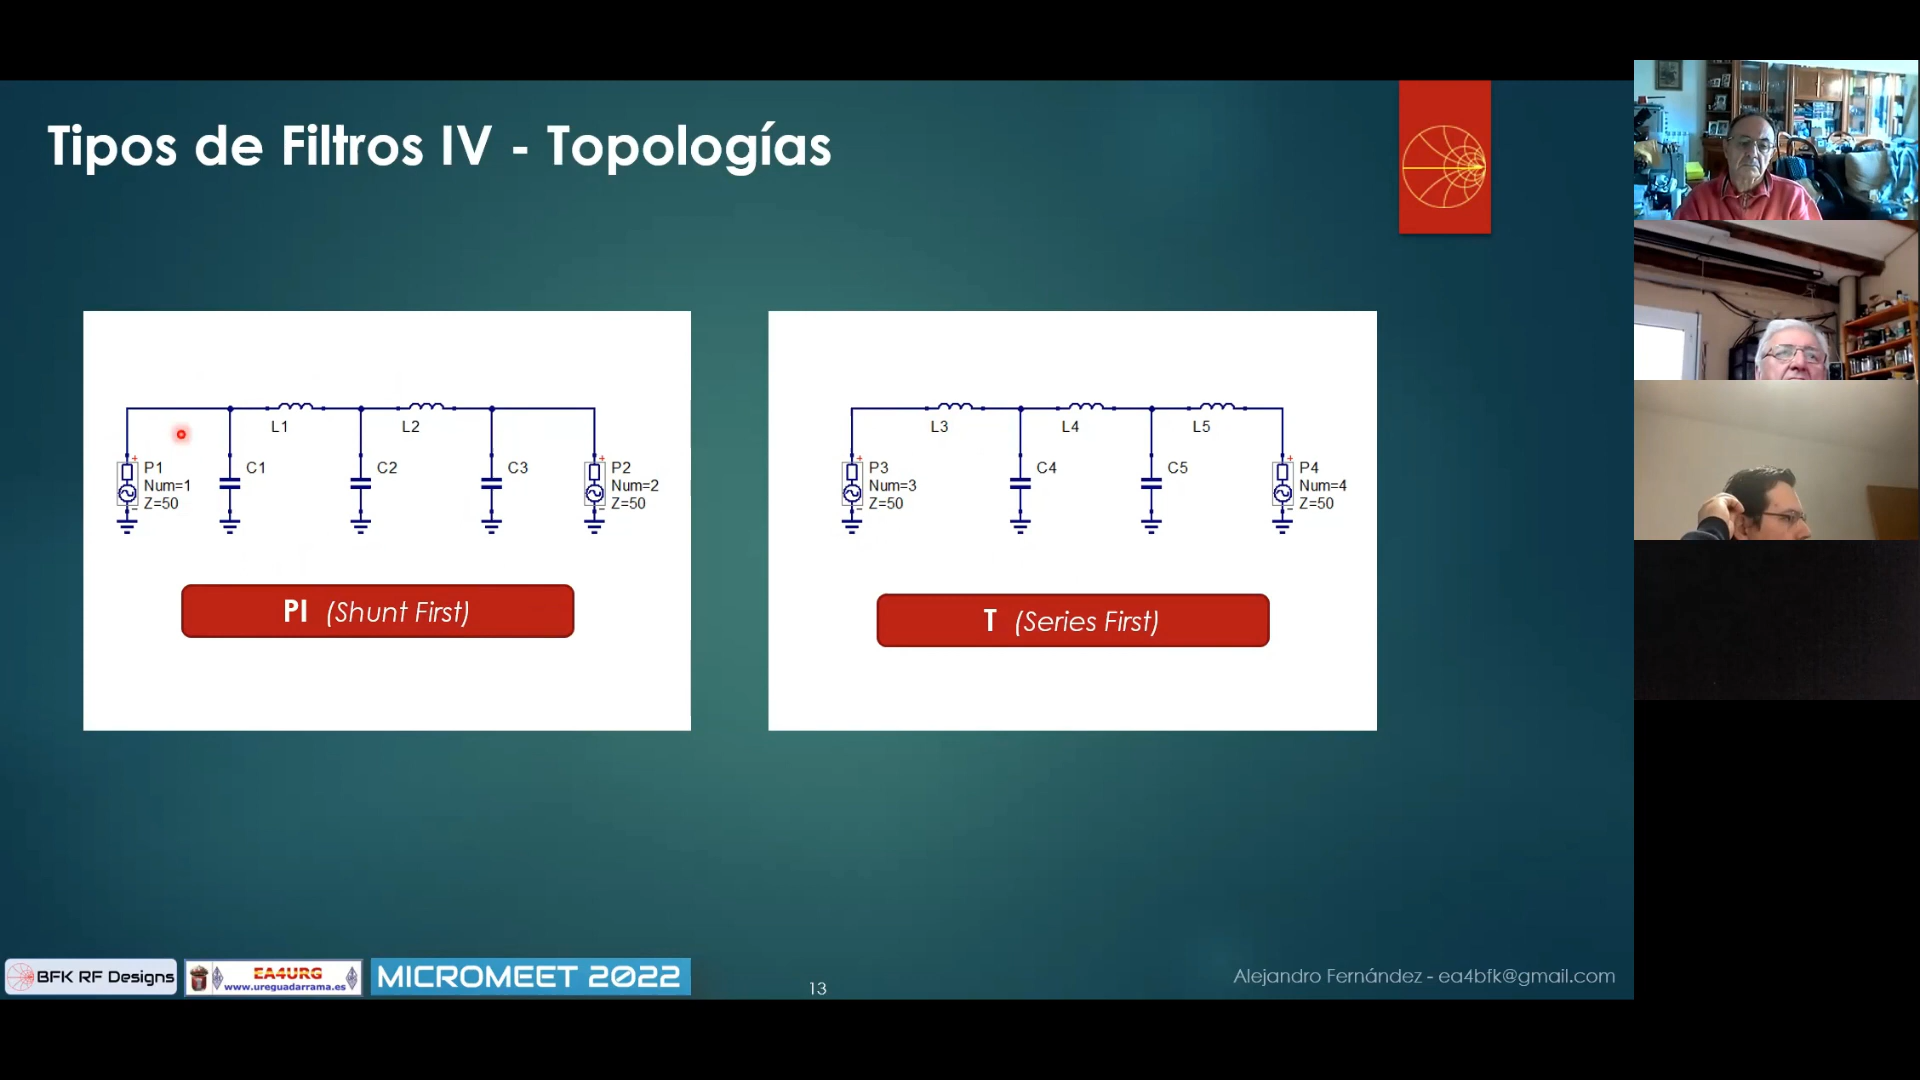 Tipos de Filtros IV - Topologías
L1
L2
C1
C2
C3
P1
Num=1
Z=50
P2
Num=2
Z=50
PI (Shunt First)
L3
L4
L5
C4
C5
P3
Num=3
Z=50
P4
Num=4
Z=50
T (Series First)
BFK RF Designs
EA4URG
www.ureguadarrama.es
MICROMEET 2022
13
Alejandro Fernández - ea4bfk@gmail.com